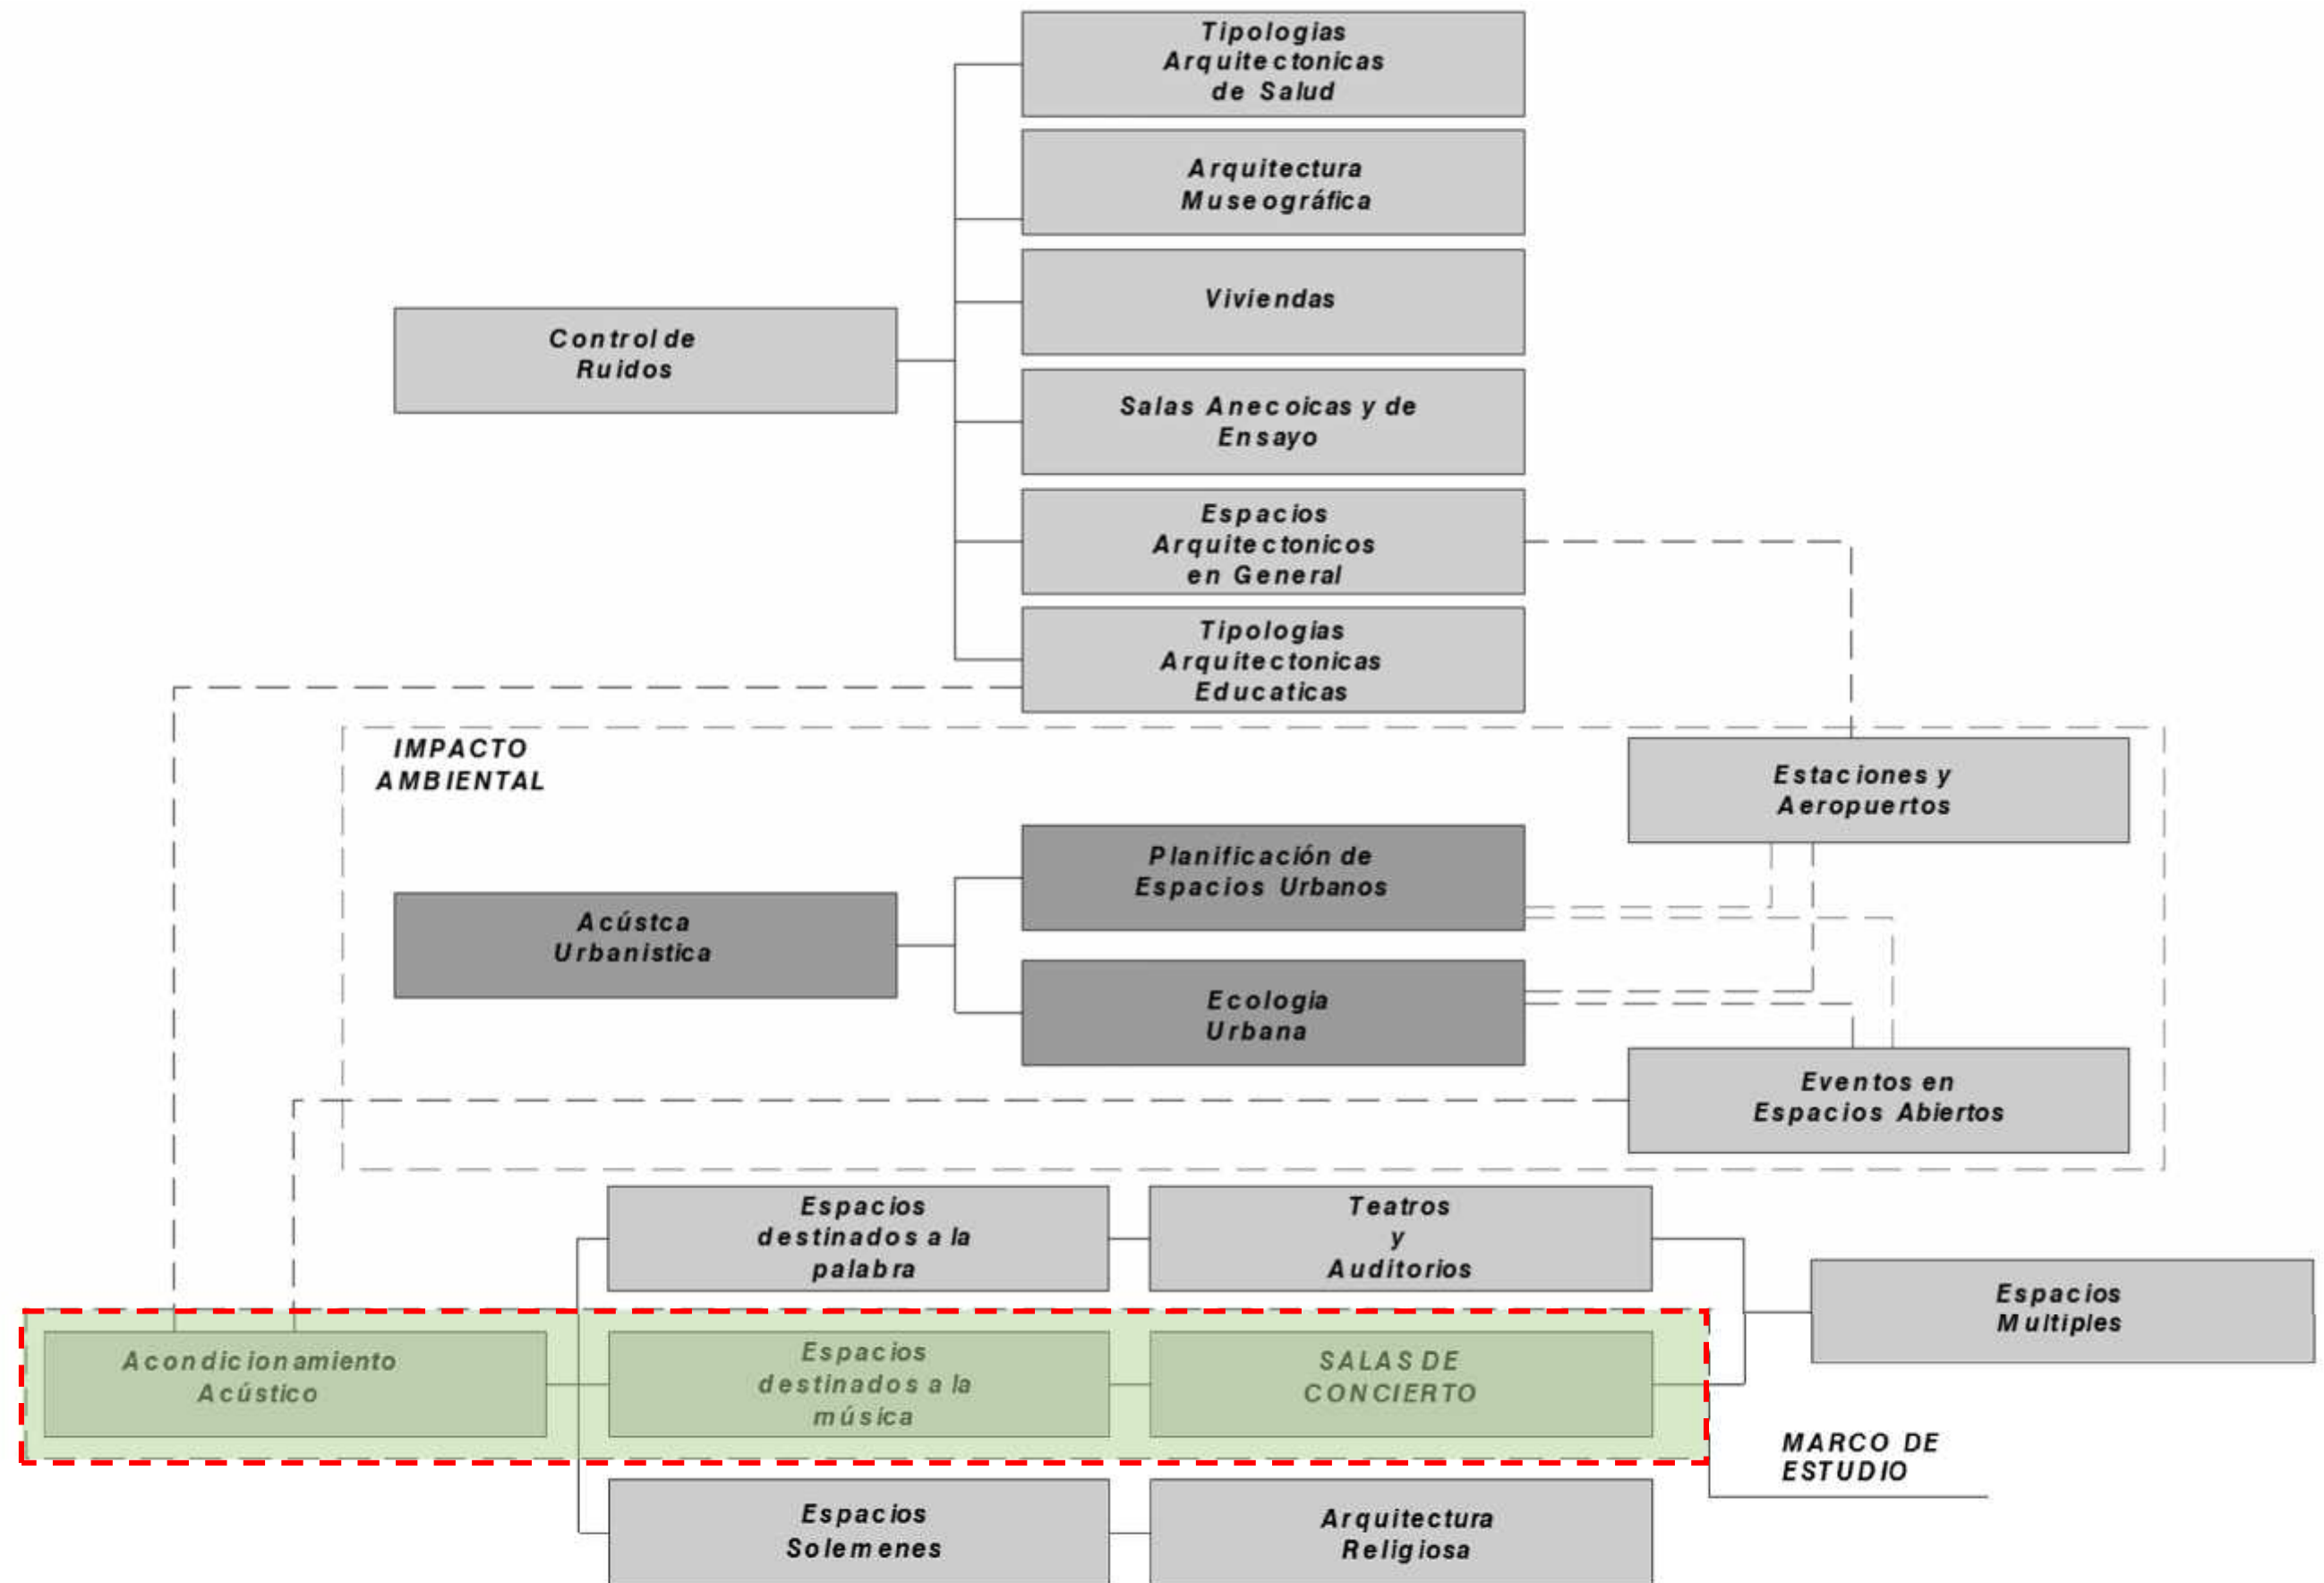 Tipologias
Arquitectonicas
de Salud
Arquitectura
Museográfica
Viviendas
Control de
Ruidos
Salas Anecoicas y de
Ensayo
Espacios
Arquitectonicos
en General
Tipologias
Arquitectonicas
Educaticas
IMPACTO
AMBIENTAL
Estaciones y
Aeropuertos
Planificación de
Espacios Urbanos
Acústca
Urbanistica
Ecologia
Urbana
Eventos en
Espacios Abiertos
Espacios
destinados a la
palabra
Teatros
y
Auditorios
Espacios
Multiples
Acondicionamiento
Acústico
Espacios
destinados a la
música
SALAS DE
CONCIERTO
MARCO DE
ESTUDIO
Espacios
Solemenes
Arquitectura
Religiosa